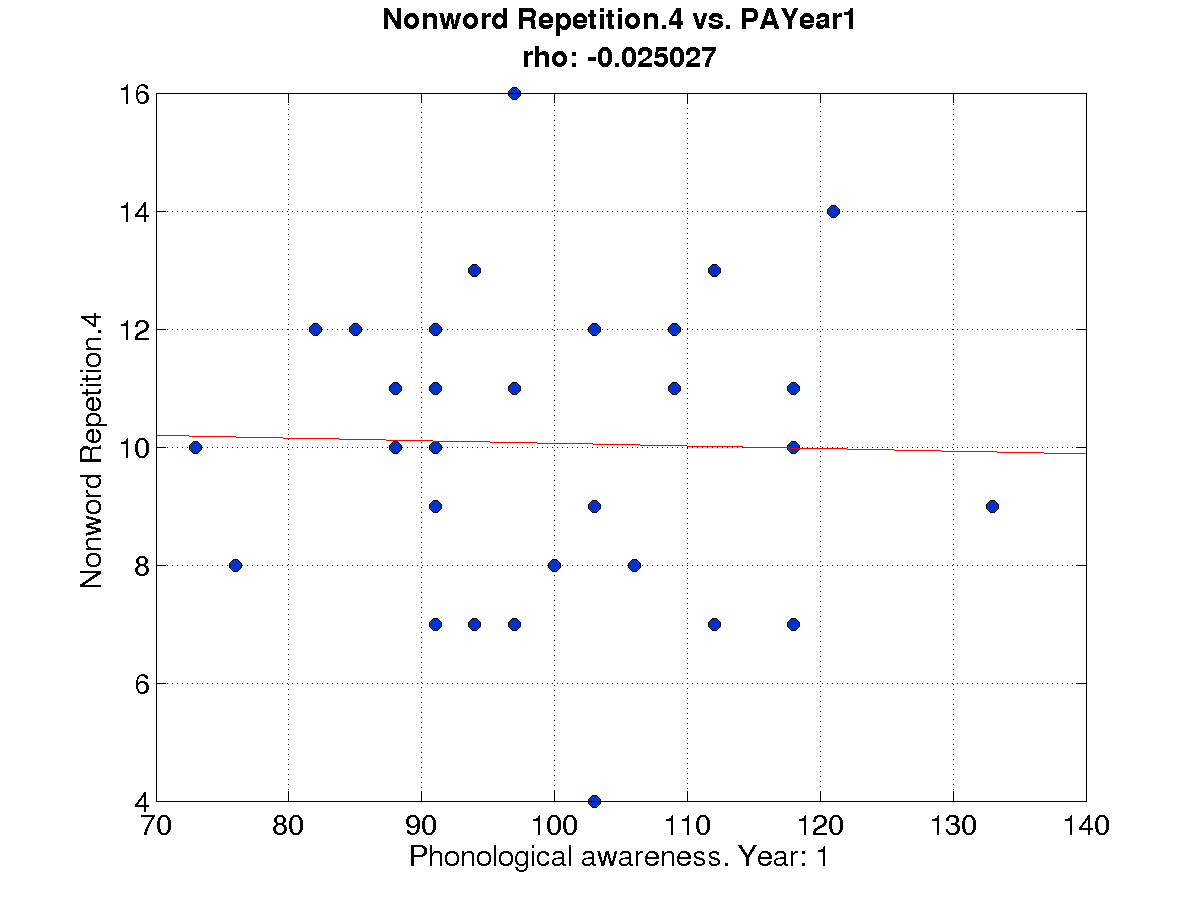 Nonword Repetition.4 vs. PAYear1
rho: -0.025027
16
14
12
10
8
6
4
Nonword Repetition.4
70 80 90 100 110 120 130 140
Phonological awareness. Year: 1